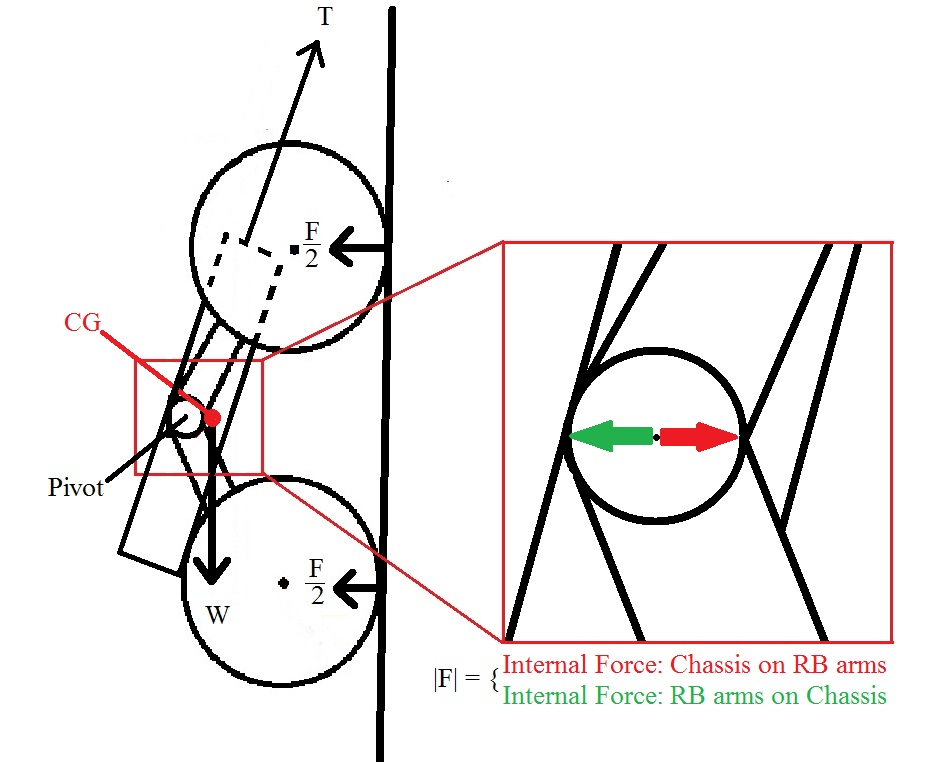 T
F
2
CG
Pivot
F
2
W
|F| = { Internal Force: Chassis on RB arms
Internal Force: RB arms on Chassis